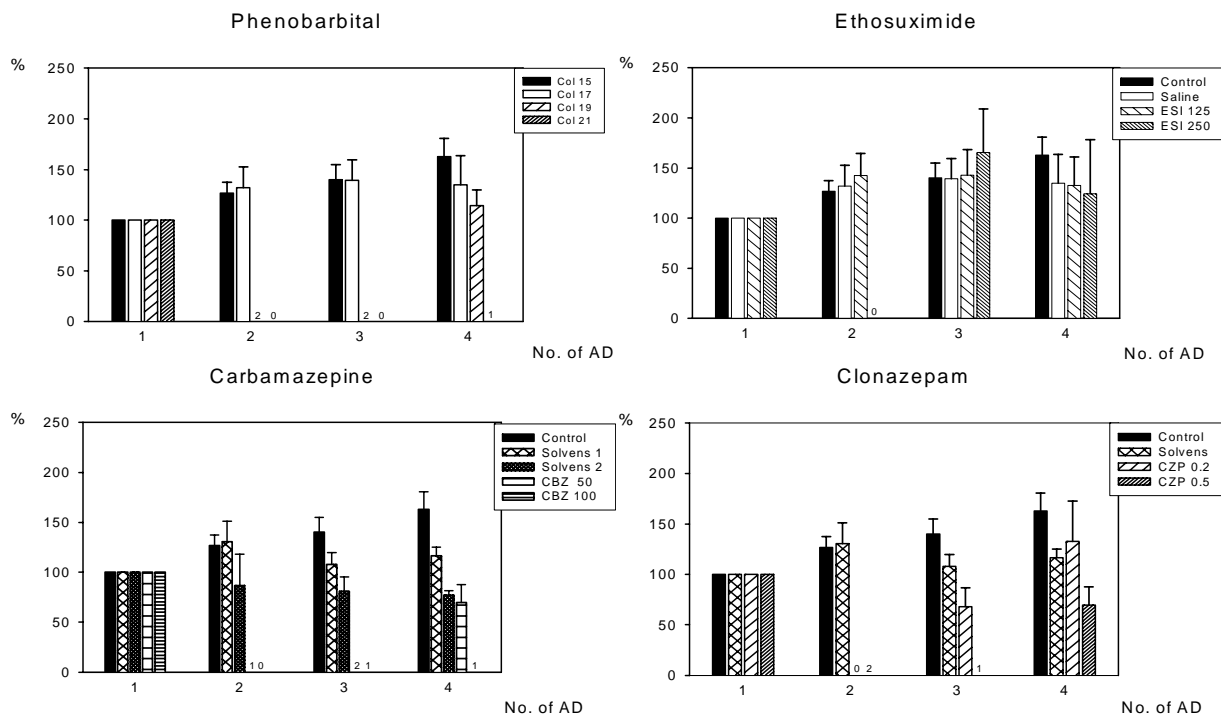 Phenobarbital
%
250
200
150
100
50
0
Col 15
Col 17
Col 19
Col 21
2 0
2 0
1
1 2 3 4
No. of AD
Ethosuximide
%
250
200
150
100
50
0
Control
Saline
ESI 125
ESI 250
0
1 2 3 4
No. of AD
Carbamazepine
%
250
200
150
100
50
0
Control
Solvens 1
Solvens 2
CBZ 50
CBZ 100
1 0
2 1
1
1 2 3 4
No. of AD
Clonazepam
%
250
200
150
100
50
0
Control
Solvens
CZP 0.2
CZP 0.5
0 2
1
1 2 3 4
No. of AD